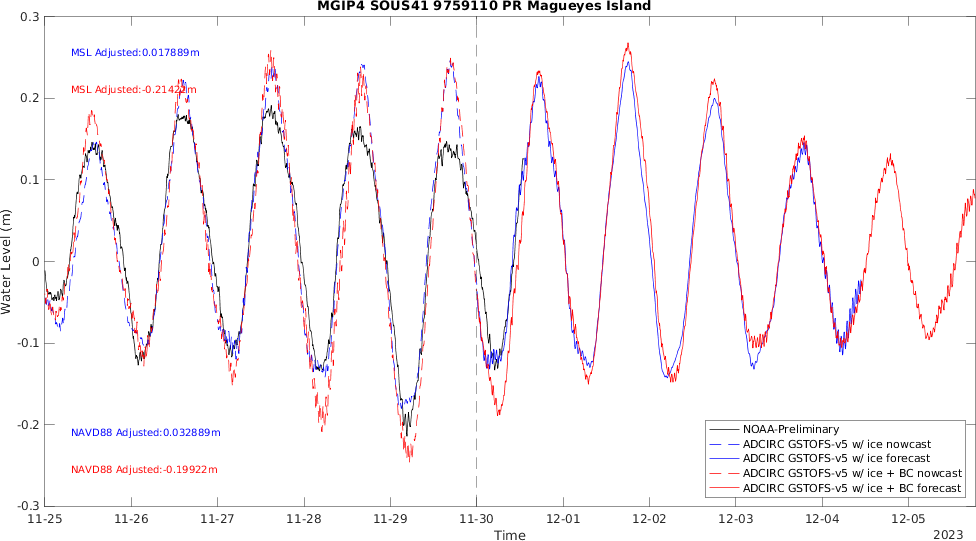 MGIP4 SOUS41 9759110 PR Magueyes Island
0.3
0.2
0.1
0
-0.1
-0.2
-0.3
Water Level (m)
MSL Adjusted:0.017889m
MSL Adjusted:-0.21422m
NAVD88 Adjusted:0.032889m
NAVD88 Adjusted:-0.19922m
NOAA-Preliminary
ADCIRC GSTOFS-v5 w/ ice nowcast
ADCIRC GSTOFS-v5 w/ ice forecast
ADCIRC GSTOFS-v5 w/ ice + BC nowcast
ADCIRC GSTOFS-v5 w/ ice + BC forecast
11-25 11-26 11-27 11-28 11-29 11-30 12-01 12-02 12-03 12-04 12-05
Time
2023